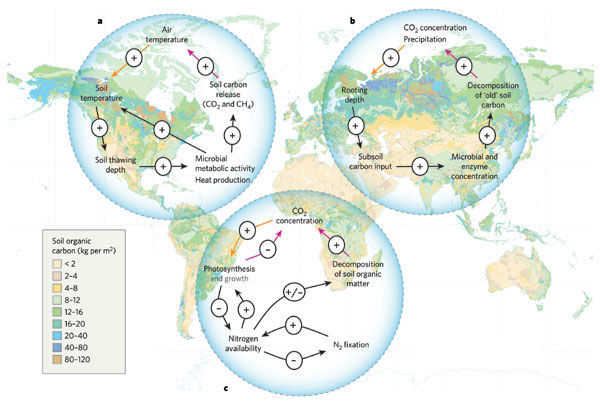 a
Air
temperature
+
+
Soil
temperature
Soil carbon
release
(CO2 and CH4)
+
+
+
Soil thawing
depth
+
Microbial
metabolic activity
Heat production
b
CO2 concentration
Precipitation
+
+
Rooting
depth
Decomposition
of 'old' soil
carbon
+
+
Subsoil
carbon input
+
Microbial and
enzyme
concentration
CO2
concentration
+
-
+
Photosynthesis
and growth
Decomposition
of soil organic
matter
-
+
+/-
+
Nitrogen
availability
-
N2 fixation
c
Soil organic
carbon (kg per m2)
< 2
2-4
4-8
8-12
12-16
16-20
20-40
40-80
80-120